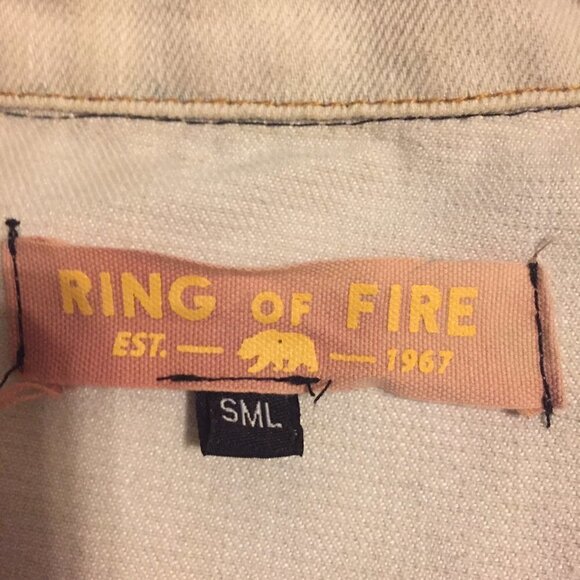 RING OF FIRE
EST. — — 1967
SML